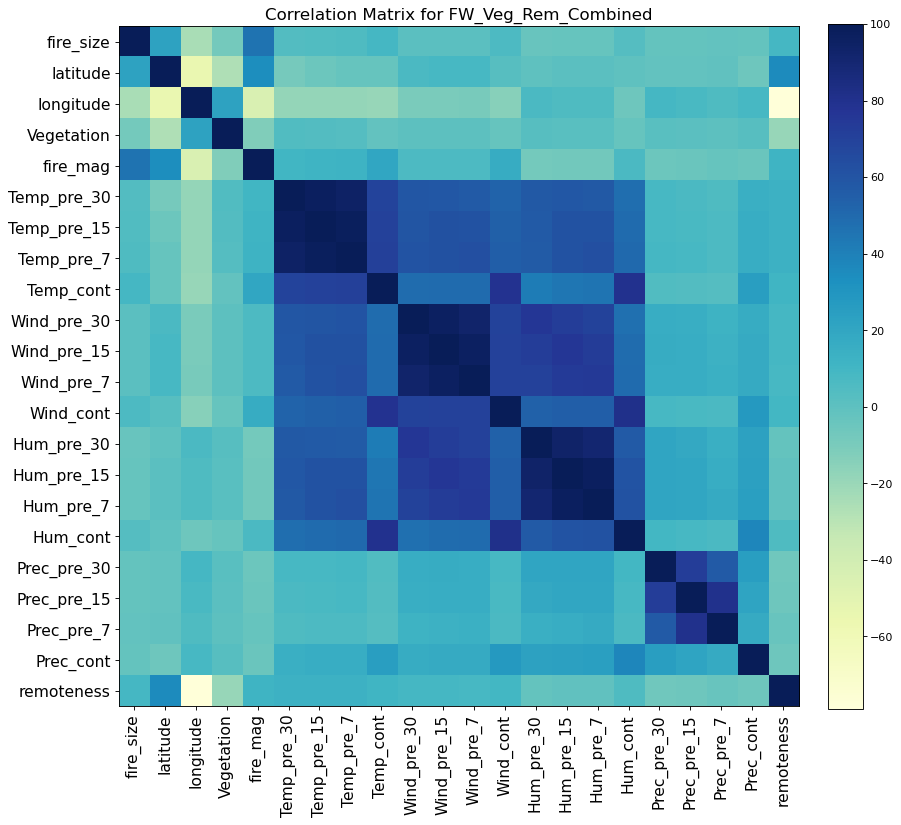 Correlation Matrix for FW_Veg_Rem_Combined
fire_size
latitude
longitude
Vegetation
fire_mag
Temp_pre_30
Temp_pre_15
Temp_pre_7
Temp_cont
Wind_pre_30
Wind_pre_15
Wind_pre_7
Wind_cont
Hum_pre_30
Hum_pre_15
Hum_pre_7
Hum_cont
Prec_pre_30
Prec_pre_15
Prec_pre_7
Prec_cont
remoteness
fire_size
latitude
longitude
Vegetation
fire_mag
Temp_pre_30
Temp_pre_15
Temp_pre_7
Temp_cont
Wind_pre_30
Wind_pre_15
Wind_pre_7
Wind_cont
Hum_pre_30
Hum_pre_15
Hum_pre_7
Hum_cont
Prec_pre_30
Prec_pre_15
Prec_pre_7
Prec_cont
remoteness
100
80
60
40
20
0
−20
−40
−60